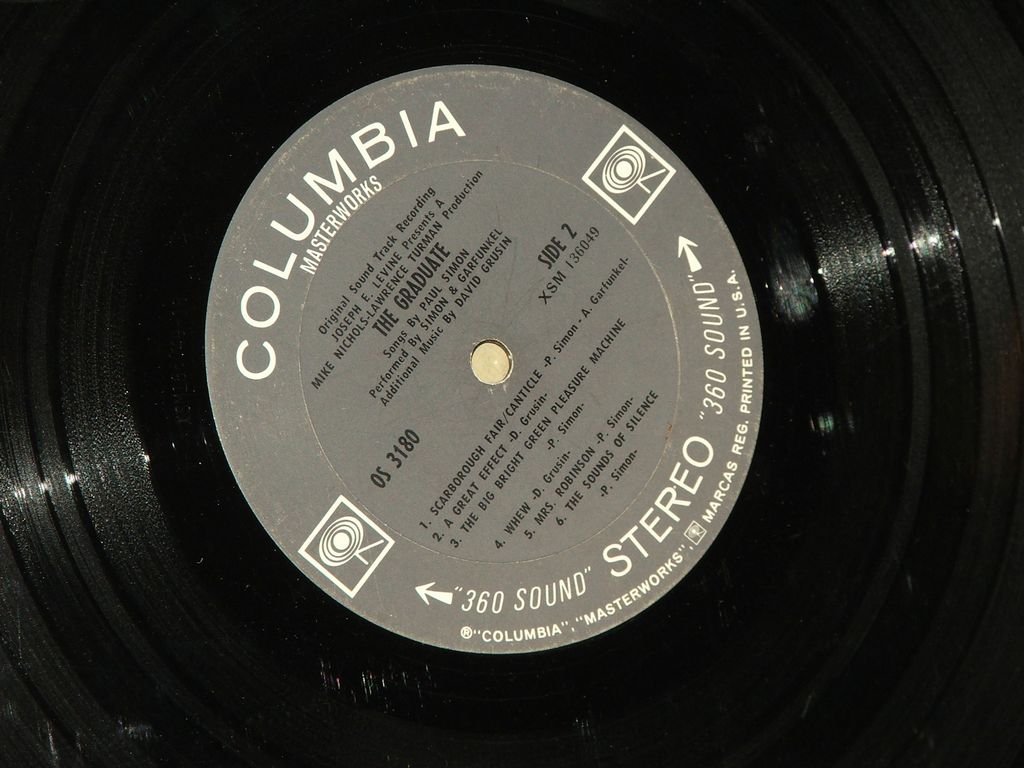 COLUMBIA
MASTERWORKS
Original Sound Track Recording
JOSEPH E. LEVINE Presents A
MIKE NICHOLS-LAWRENCE TURMAN Production
THE GRADUATE
Songs By PAUL SIMON
Performed By SIMON & GARFUNKEL
Additional Music By DAVID GRUSIN
SIDE 2
XSM 136049
OS 3180
1. SCARBOROUGH FAIR/CANTICLE -P. Simon - A. Garfunkel-
2. A GREAT EFFECT -D. Grusin-
3. THE BIG BRIGHT GREEN PLEASURE MACHINE
-P. Simon-
4. WHEW -D. Grusin-
5. MRS. ROBINSON -P. Simon-
6. THE SOUNDS OF SILENCE
-P. Simon-
"360 SOUND" STEREO "360 SOUND"
®"COLUMBIA", "MASTERWORKS", MARCAS REG. PRINTED IN U.S.A.